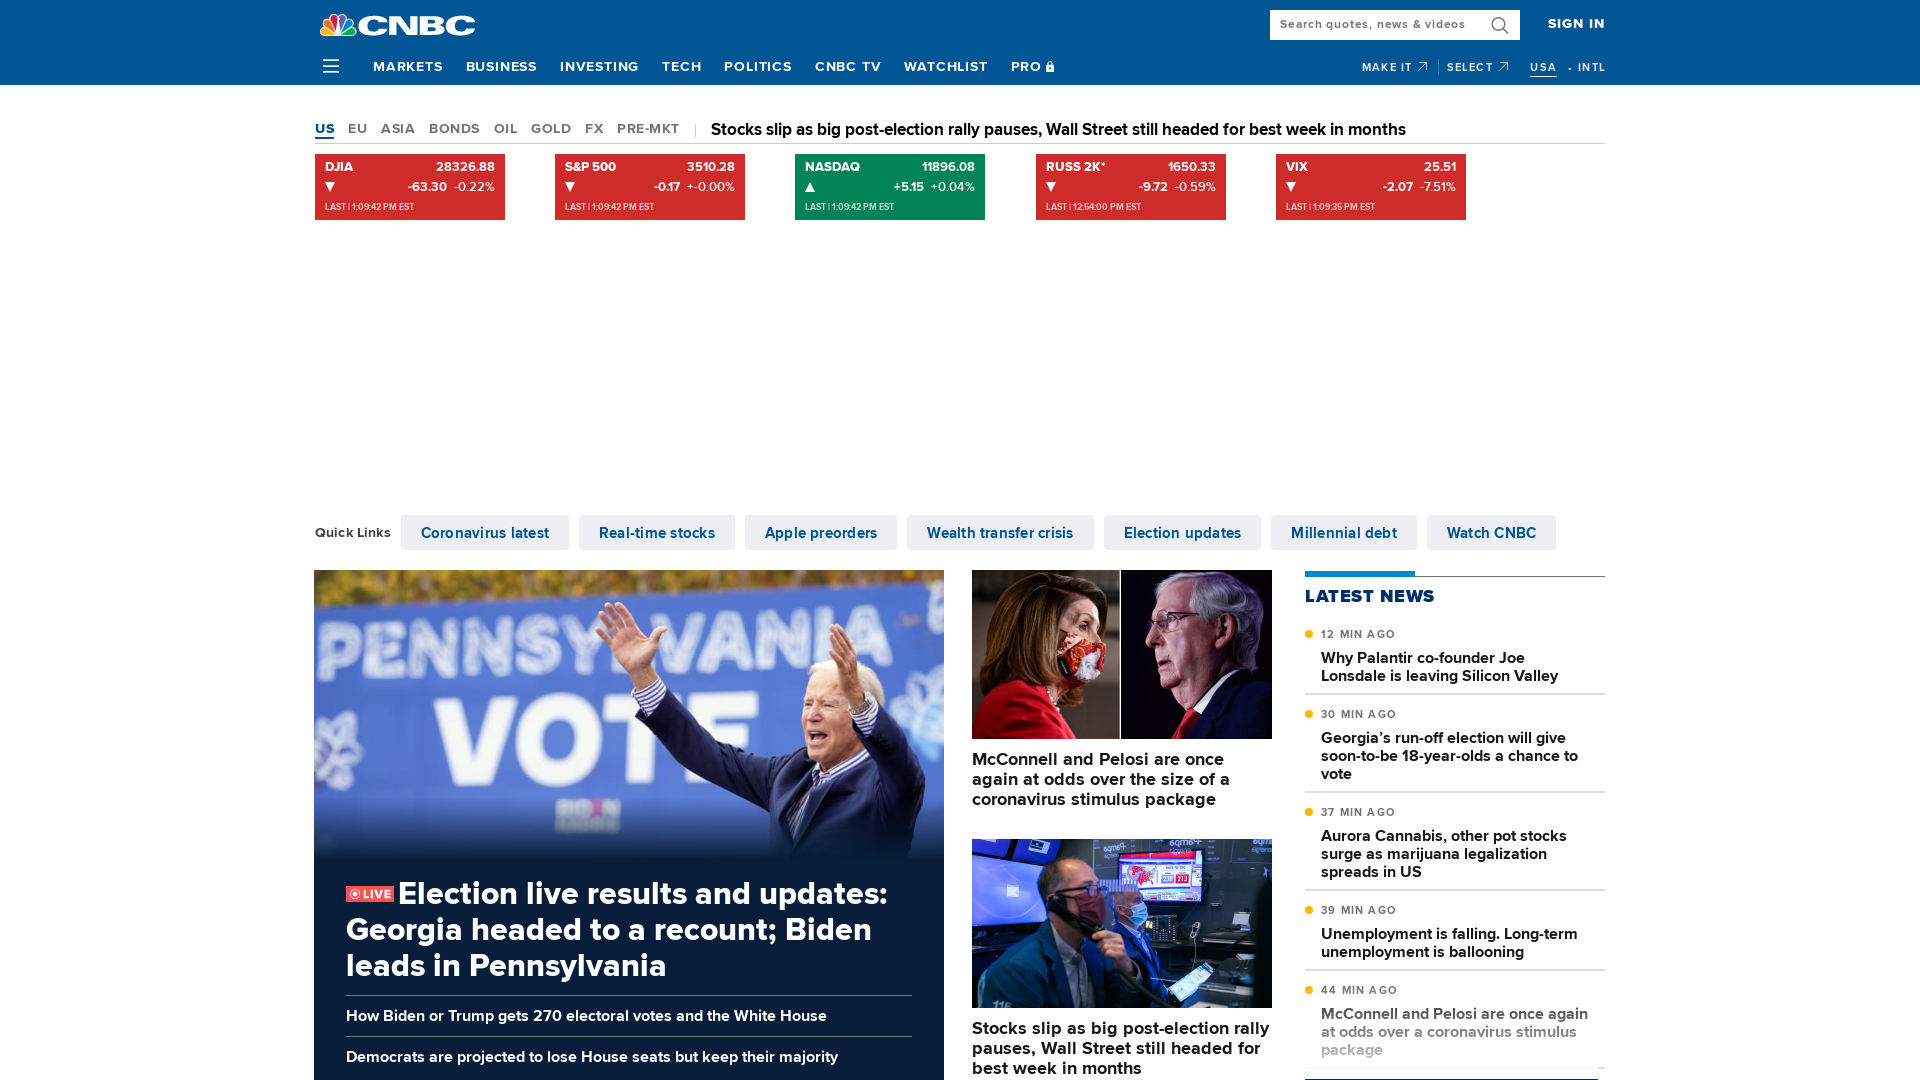 CNBC
Search quotes, news & videos
SIGN IN
MARKETS BUSINESS INVESTING TECH POLITICS CNBC TV WATCHLIST PRO
MAKE IT SELECT USA • INTL
US EU ASIA BONDS OIL GOLD FX PRE-MKT
Stocks slip as big post-election rally pauses, Wall Street still headed for best week in months
DJIA 28326.88
▼ -63.30 -0.22%
LAST | 1:09:42 PM EST
S&P 500 3510.28
▼ -0.17 +-0.00%
LAST | 1:09:42 PM EST
NASDAQ 11896.08
▲ +5.15 +0.04%
LAST | 1:09:42 PM EST
RUSS 2K* 1650.33
▼ -9.72 -0.59%
LAST | 12:54:00 PM EST
VIX 25.51
▼ -2.07 -7.51%
LAST | 1:09:35 PM EST
Quick Links Coronavirus latest Real-time stocks Apple preorders Wealth transfer crisis Election updates Millennial debt Watch CNBC
PENNSYLVANIA
VOTE
BIDEN
HARRIS
LIVE Election live results and updates:
Georgia headed to a recount; Biden
leads in Pennsylvania
How Biden or Trump gets 270 electoral votes and the White House
Democrats are projected to lose House seats but keep their majority
McConnell and Pelosi are once
again at odds over the size of a
coronavirus stimulus package
Stocks slip as big post-election rally
pauses, Wall Street still headed for
best week in months
LATEST NEWS
12 MIN AGO
Why Palantir co-founder Joe
Lonsdale is leaving Silicon Valley
30 MIN AGO
Georgia’s run-off election will give
soon-to-be 18-year-olds a chance to
vote
37 MIN AGO
Aurora Cannabis, other pot stocks
surge as marijuana legalization
spreads in US
39 MIN AGO
Unemployment is falling. Long-term
unemployment is ballooning
44 MIN AGO
McConnell and Pelosi are once again
at odds over a coronavirus stimulus
package